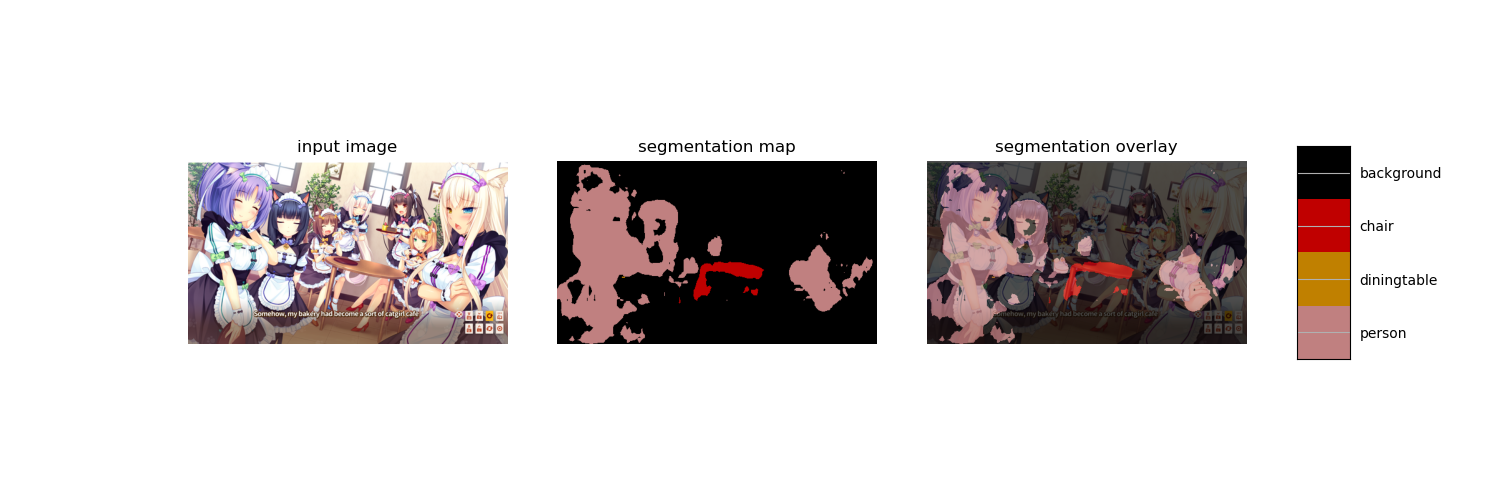 input image
segmentation map
segmentation overlay
background
chair
diningtable
person
Somehow, my bakery had become a sort of catgirl cafe
Somehow, my bakery had become a sort of catgirl cafe